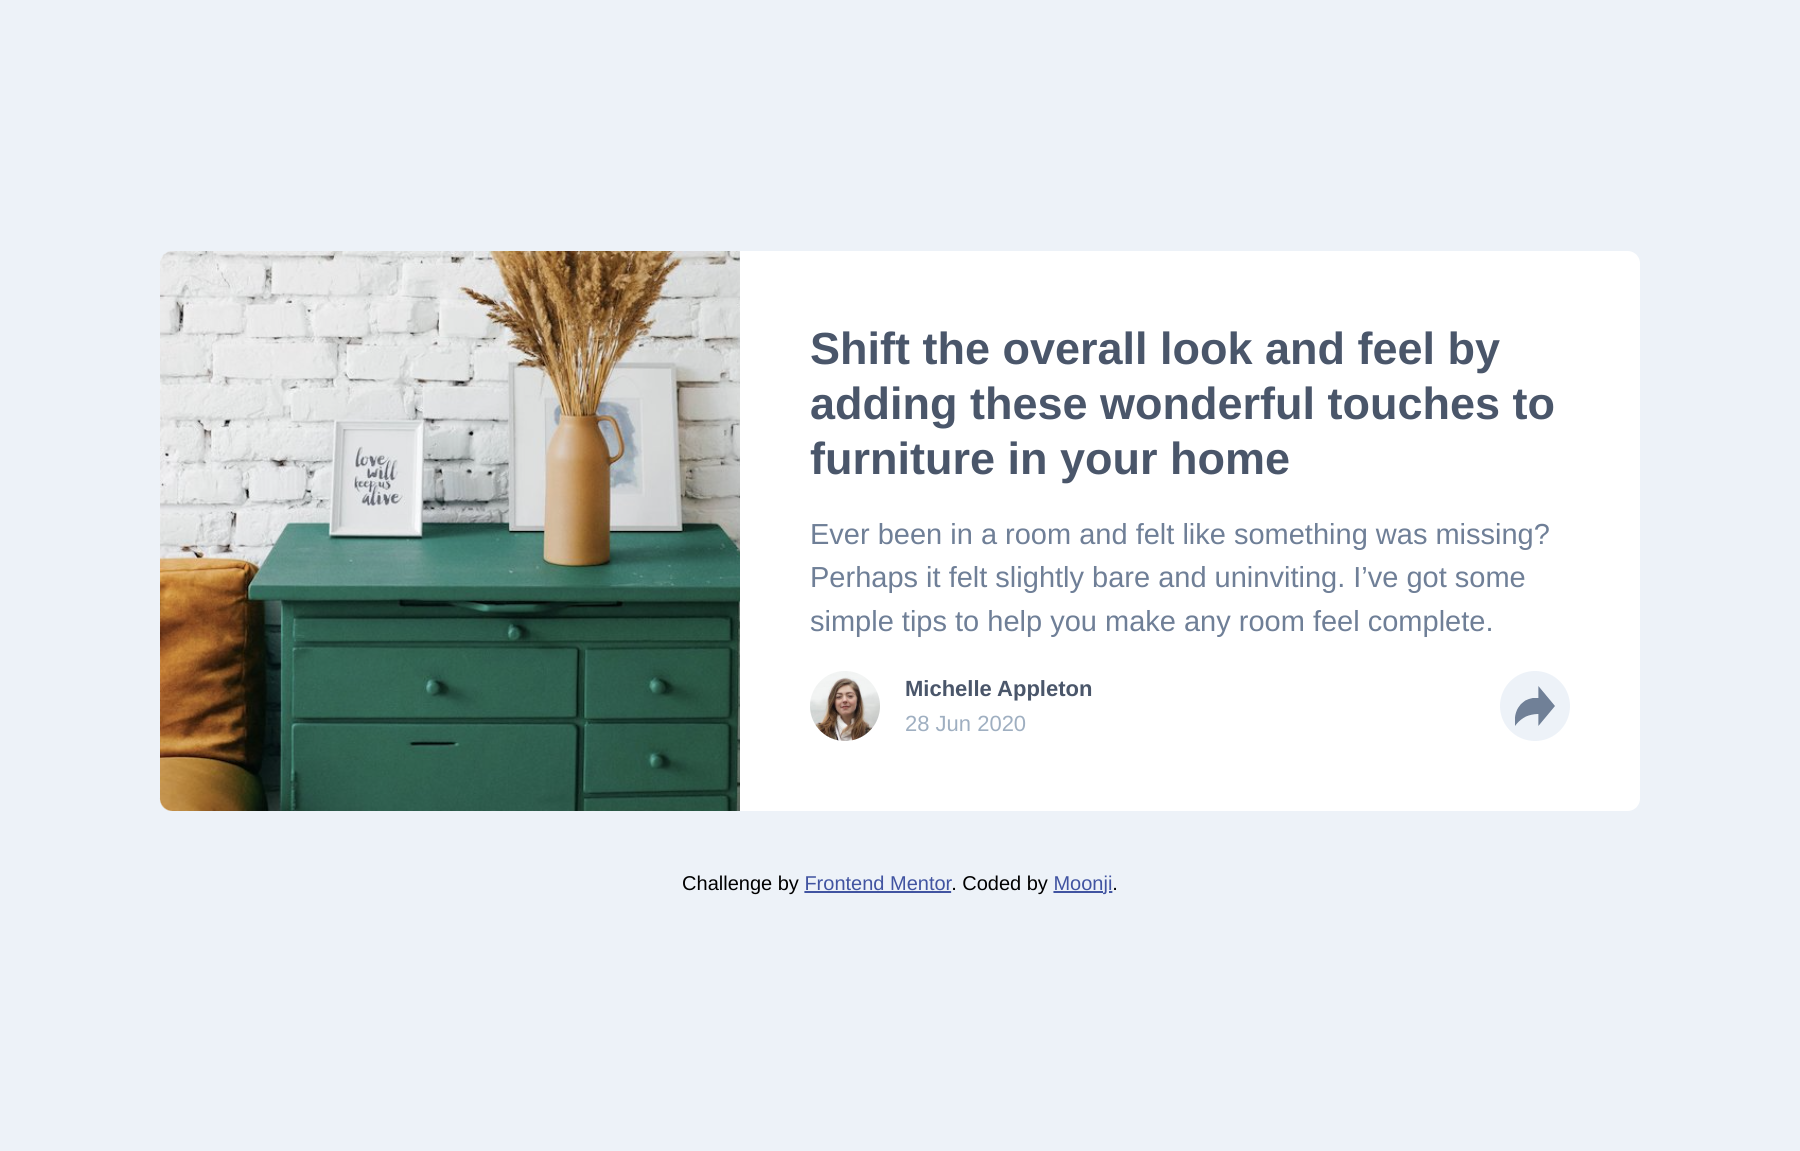 love
will
keep us
alive
Shift the overall look and feel by
adding these wonderful touches to
furniture in your home
Ever been in a room and felt like something was missing?
Perhaps it felt slightly bare and uninviting. I’ve got some
simple tips to help you make any room feel complete.
Michelle Appleton
28 Jun 2020
Challenge by Frontend Mentor. Coded by Moonji.